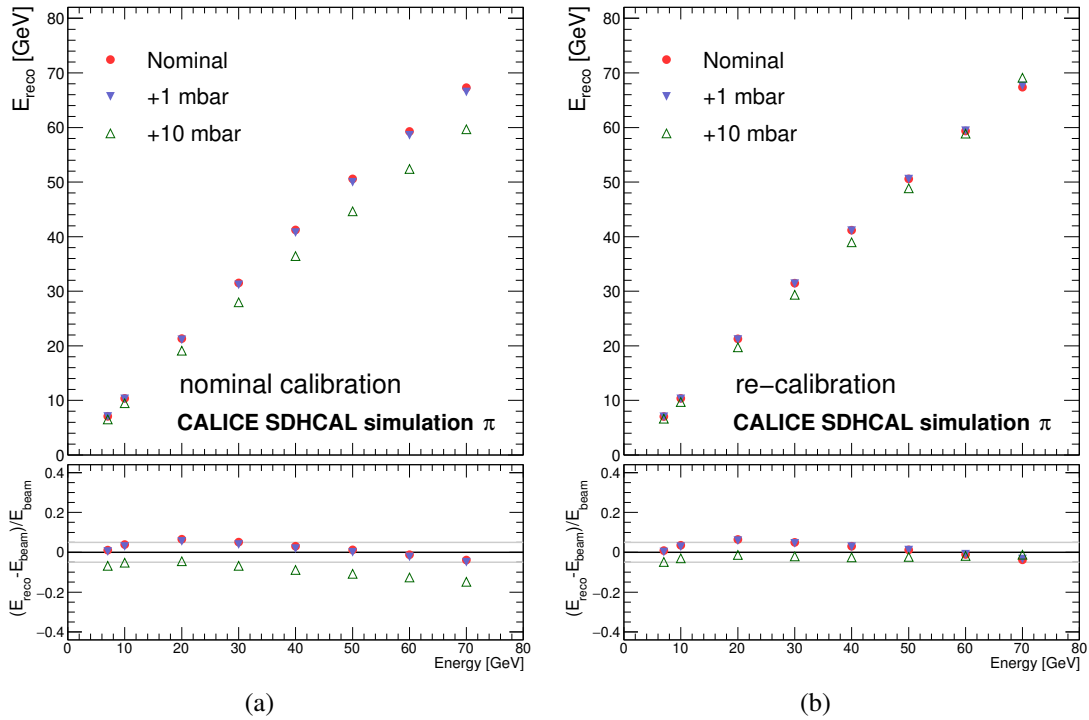 E_reco [GeV]
80
70
60
50
40
30
20
10
0
Nominal
+1 mbar
+10 mbar
nominal calibration
CALICE SDHCAL simulation π
(E_reco - E_beam)/E_beam
0.4
0.2
0
−0.2
−0.4
0 10 20 30 40 50 60 70 80
Energy [GeV]
(a)
E_reco [GeV]
80
70
60
50
40
30
20
10
0
Nominal
+1 mbar
+10 mbar
re−calibration
CALICE SDHCAL simulation π
(E_reco - E_beam)/E_beam
0.4
0.2
0
−0.2
−0.4
0 10 20 30 40 50 60 70 80
Energy [GeV]
(b)